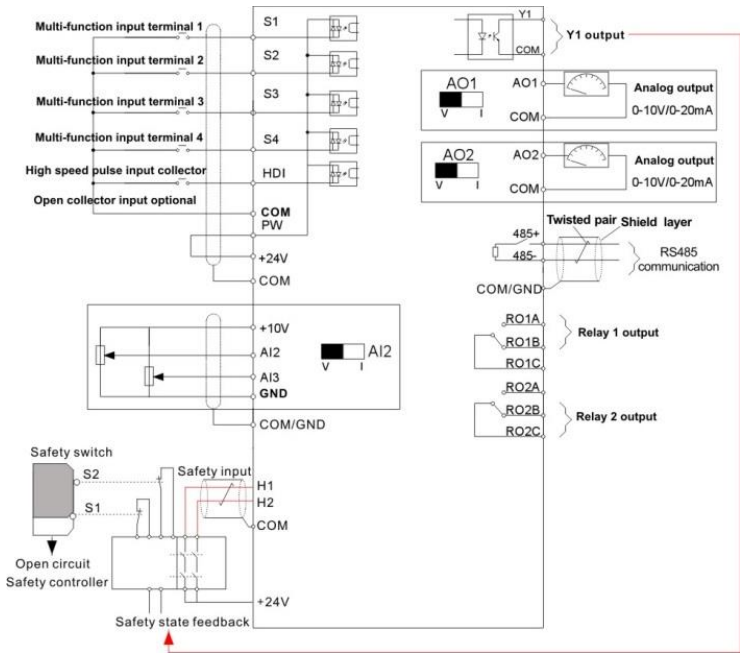 Multi-function input terminal 1
S1
Multi-function input terminal 2
S2
Multi-function input terminal 3
S3
Multi-function input terminal 4
S4
High speed pulse input collector
HDI
Open collector input optional
COM
PW
+24V
COM
Y1
COM
Y1 output
AO1
V I
AO1
COM
Analog output
0-10V/0-20mA
AO2
V I
AO2
COM
Analog output
0-10V/0-20mA
Twisted pair
Shield layer
485+
485-
RS485
communication
COM/GND
+10V
AI2
AI3
GND
AI2
V I
COM/GND
RO1A
RO1B
RO1C
Relay 1 output
RO2A
RO2B
RO2C
Relay 2 output
Safety switch
S2
S1
Open circuit
Safety controller
Safety input
H1
H2
COM
+24V
Safety state feedback